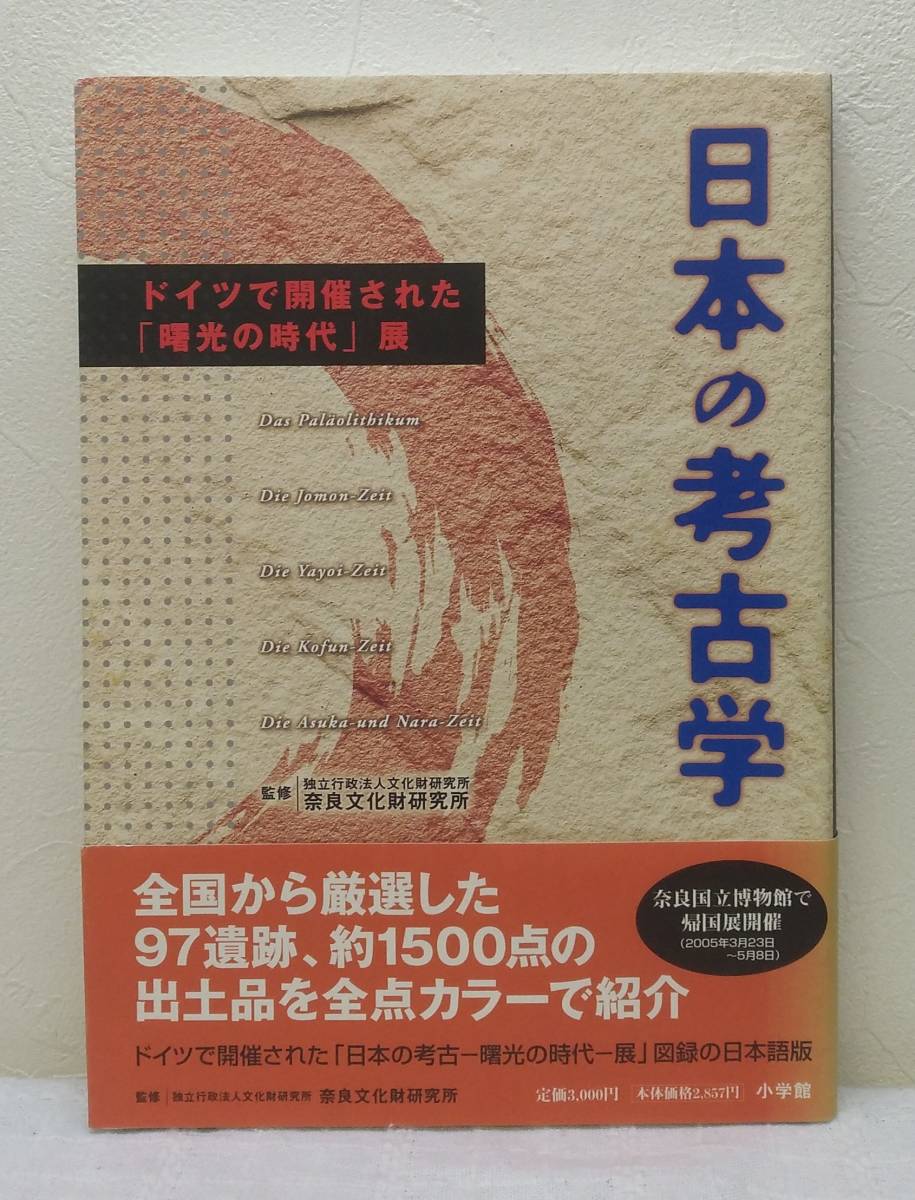 日本の考古学
ドイツで開催された
「曙光の時代」展
Das Paläolithikum
Die Jomon-Zeit
Die Yayoi-Zeit
Die Kofun-Zeit
Die Asuka-und Nara-Zeit
監修
独立行政法人文化財研究所
奈良文化財研究所
全国から厳選した
97遺跡、約1500点の
出土品を全点カラーで紹介
奈良国立博物館で
帰国展開催
(2005年3月23日
～5月8日)
ドイツで開催された「日本の考古－曙光の時代－展」図録の日本語版
監修 独立行政法人文化財研究所 奈良文化財研究所
定価3,000円 本体価格2,857円 小学館